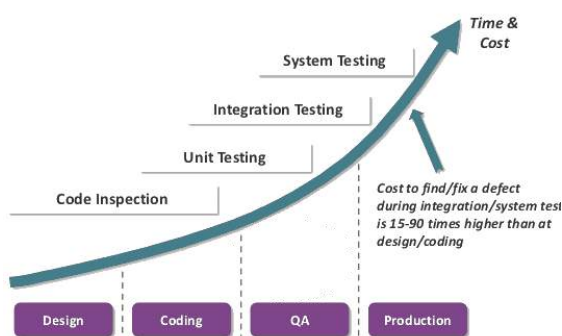 Time &
Cost
System Testing
Integration Testing
Unit Testing
Code Inspection
Cost to find/fix a defect
during integration/system test
is 15-90 times higher than at
design/coding
Design
Coding
QA
Production